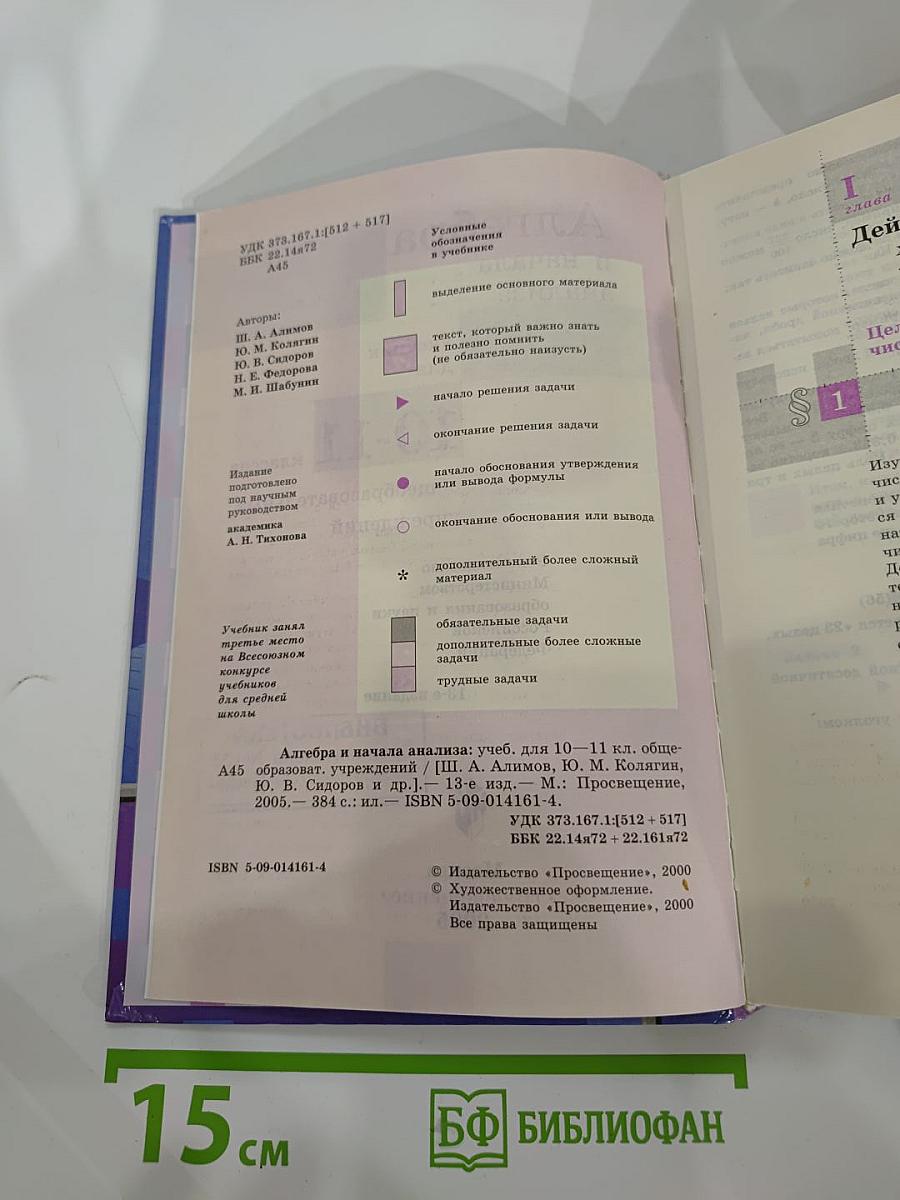 УДК 373.167.1:[512 + 517]
ББК 22.14я72
А45
Авторы:
Ш. А. Алимов
Ю. М. Колягин
Ю. В. Сидоров
Н. Е. Федорова
М. И. Шабунин
Издание
подготовлено
под научным
руководством
академика
А. Н. Тихонова
Учебник занял
третье место
на Всесоюзном
конкурсе
учебников
для средней
школы
Условные
обозначения
в учебнике
выделение основного материала
текст, который важно знать
и полезно помнить
(не обязательно наизусть)
начало решения задачи
окончание решения задачи
начало обоснования утверждения
или вывода формулы
окончание обоснования или вывода
дополнительный более сложный
материал
обязательные задачи
дополнительные более сложные
задачи
трудные задачи
Алгебра и начала анализа: учеб. для 10—11 кл. обще-
А45 образоват. учреждений / [Ш. А. Алимов, Ю. М. Колягин,
Ю. В. Сидоров и др.].— 13-е изд.— М.: Просвещение,
2005.— 384 с.: ил.— ISBN 5-09-014161-4.
УДК 373.167.1:[512 + 517]
ББК 22.14я72 + 22.161я72
ISBN 5-09-014161-4
© Издательство «Просвещение», 2000
© Художественное оформление.
Издательство «Просвещение», 2000
Все права защищены
I
глава
§ 1
15 см
БФ БИБЛИОФАН